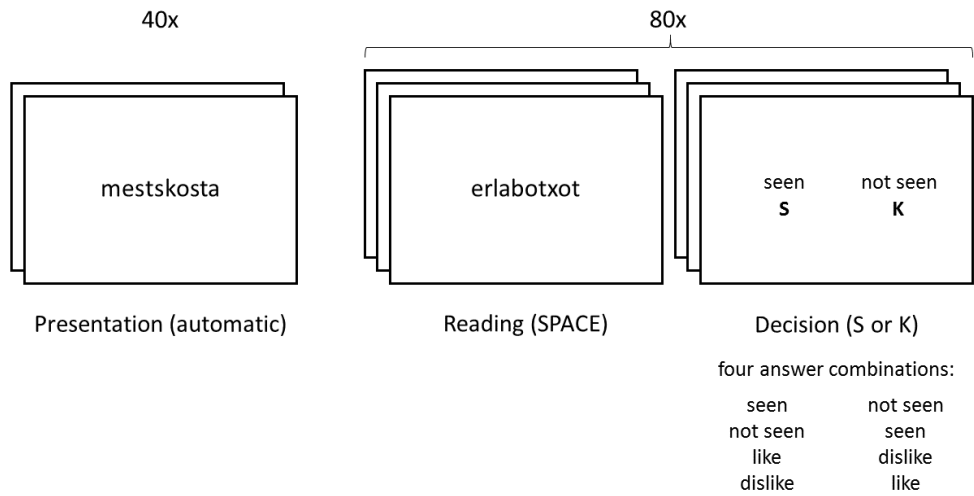 40x
80x
mestskosta
erlabotxot
seen not seen
S K
Presentation (automatic)
Reading (SPACE)
Decision (S or K)
four answer combinations:
seen not seen
not seen seen
like dislike
dislike like